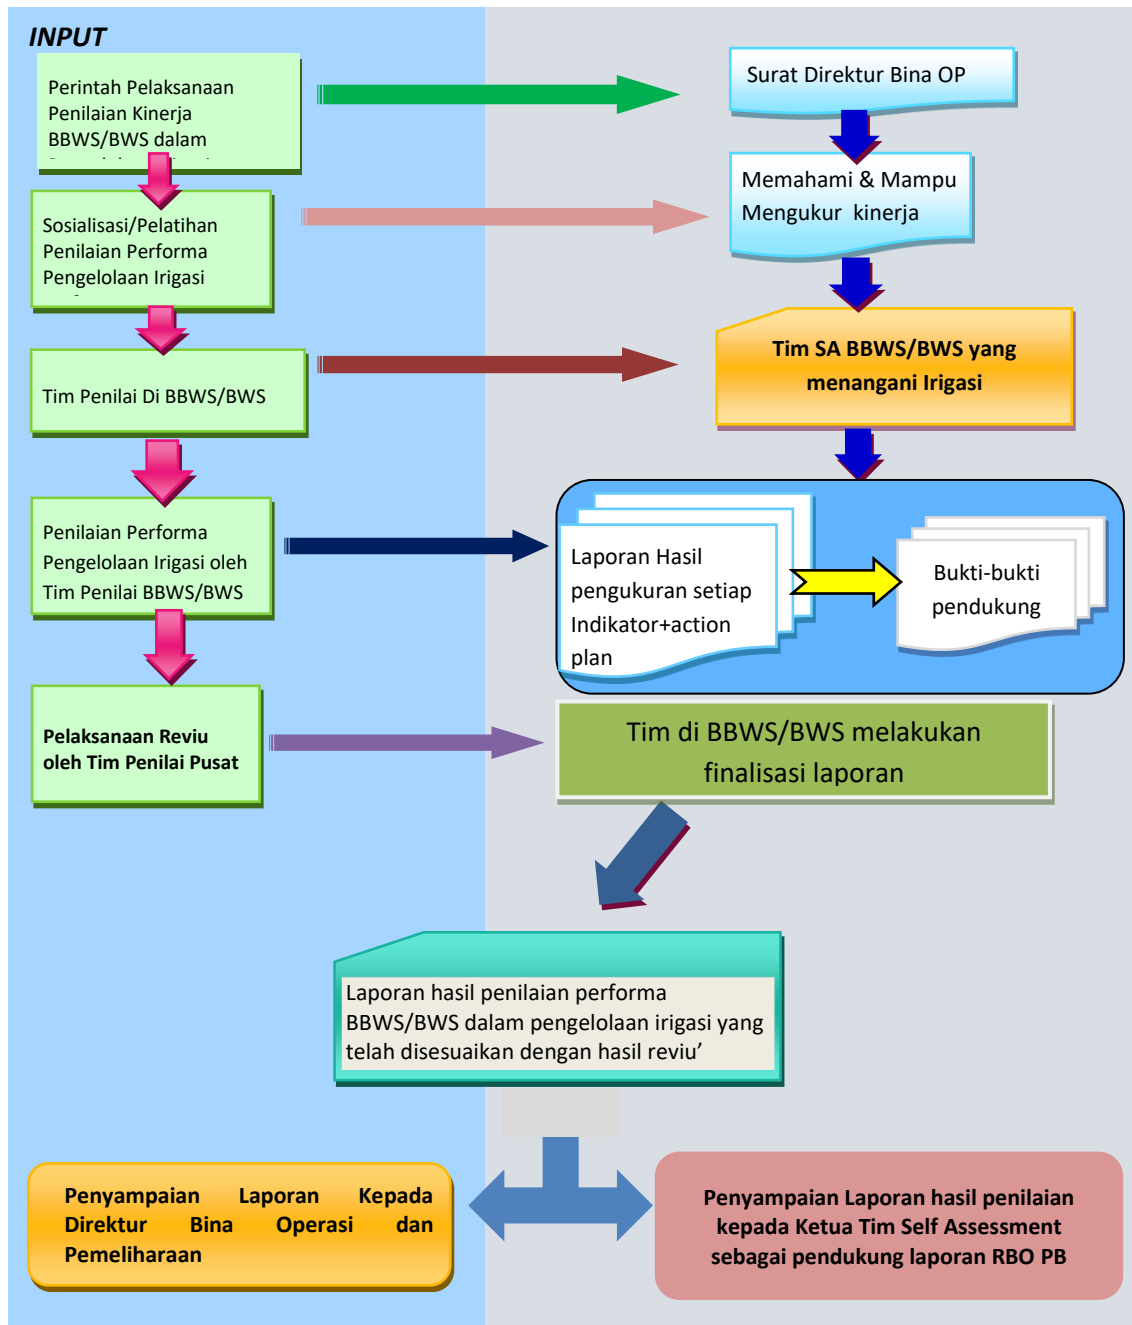 INPUT
Perintah Pelaksanaan
Penilaian Kinerja
BBWS/BWS dalam
Surat Direktur Bina OP
Sosialisasi/Pelatihan
Penilaian Performa
Pengelolaan Irigasi
Memahami & Mampu
Mengukur kinerja
Tim Penilai Di BBWS/BWS
Tim SA BBWS/BWS yang
menangani Irigasi
Penilaian Performa
Pengelolaan Irigasi oleh
Tim Penilai BBWS/BWS
Laporan Hasil
pengukuran setiap
Indikator+action
plan
Bukti-bukti
pendukung
Pelaksanaan Reviu
oleh Tim Penilai Pusat
Tim di BBWS/BWS melakukan
finalisasi laporan
Laporan hasil penilaian performa
BBWS/BWS dalam pengelolaan irigasi yang
telah disesuaikan dengan hasil reviu’
Penyampaian Laporan Kepada
Direktur Bina Operasi dan
Pemeliharaan
Penyampaian Laporan hasil penilaian
kepada Ketua Tim Self Assessment
sebagai pendukung laporan RBO PB